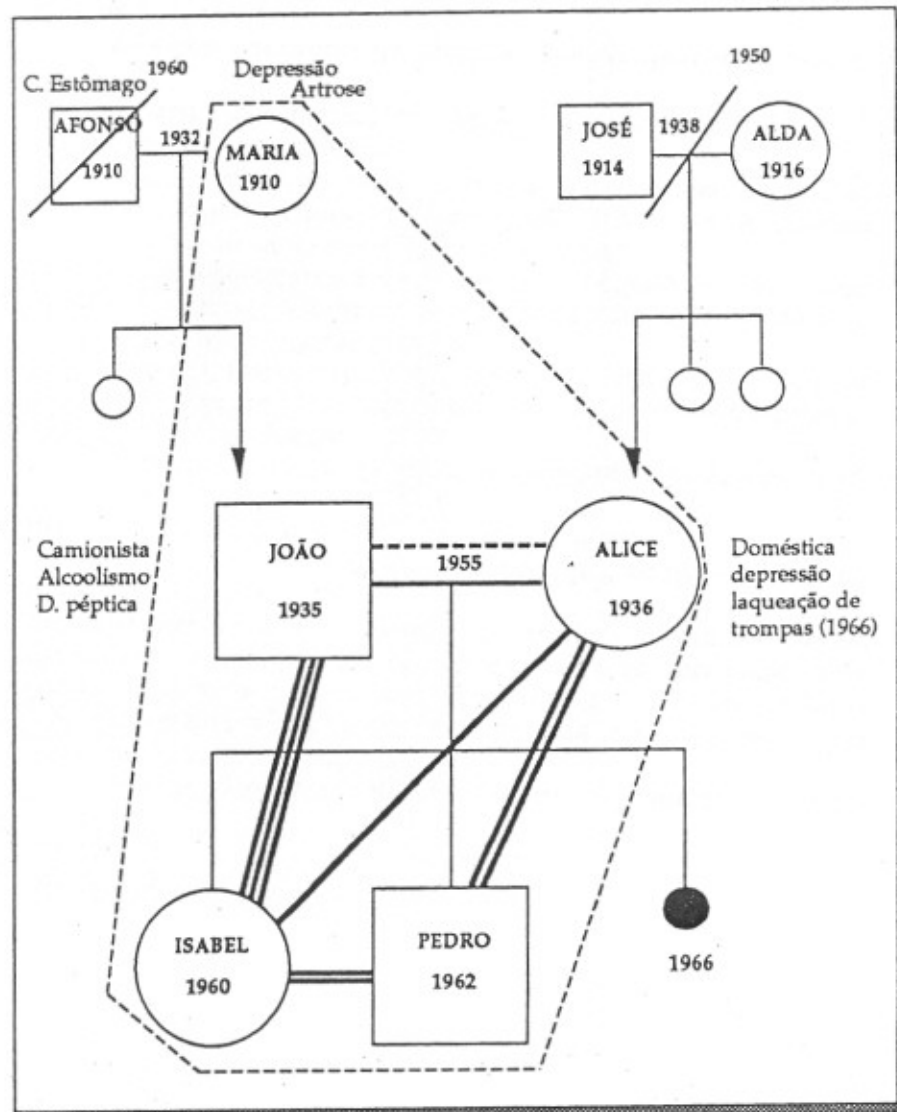 C. Estômago
1960
AFONSO
1910
1932
Depressão
Artrose
MARIA
1910
1950
JOSÉ
1914
1938
ALDA
1916
Camionista
Alcoolismo
D. péptica
JOÃO
1935
1955
ALICE
1936
Doméstica
depressão
laqueação de
trompas (1966)
ISABEL
1960
PEDRO
1962
1966